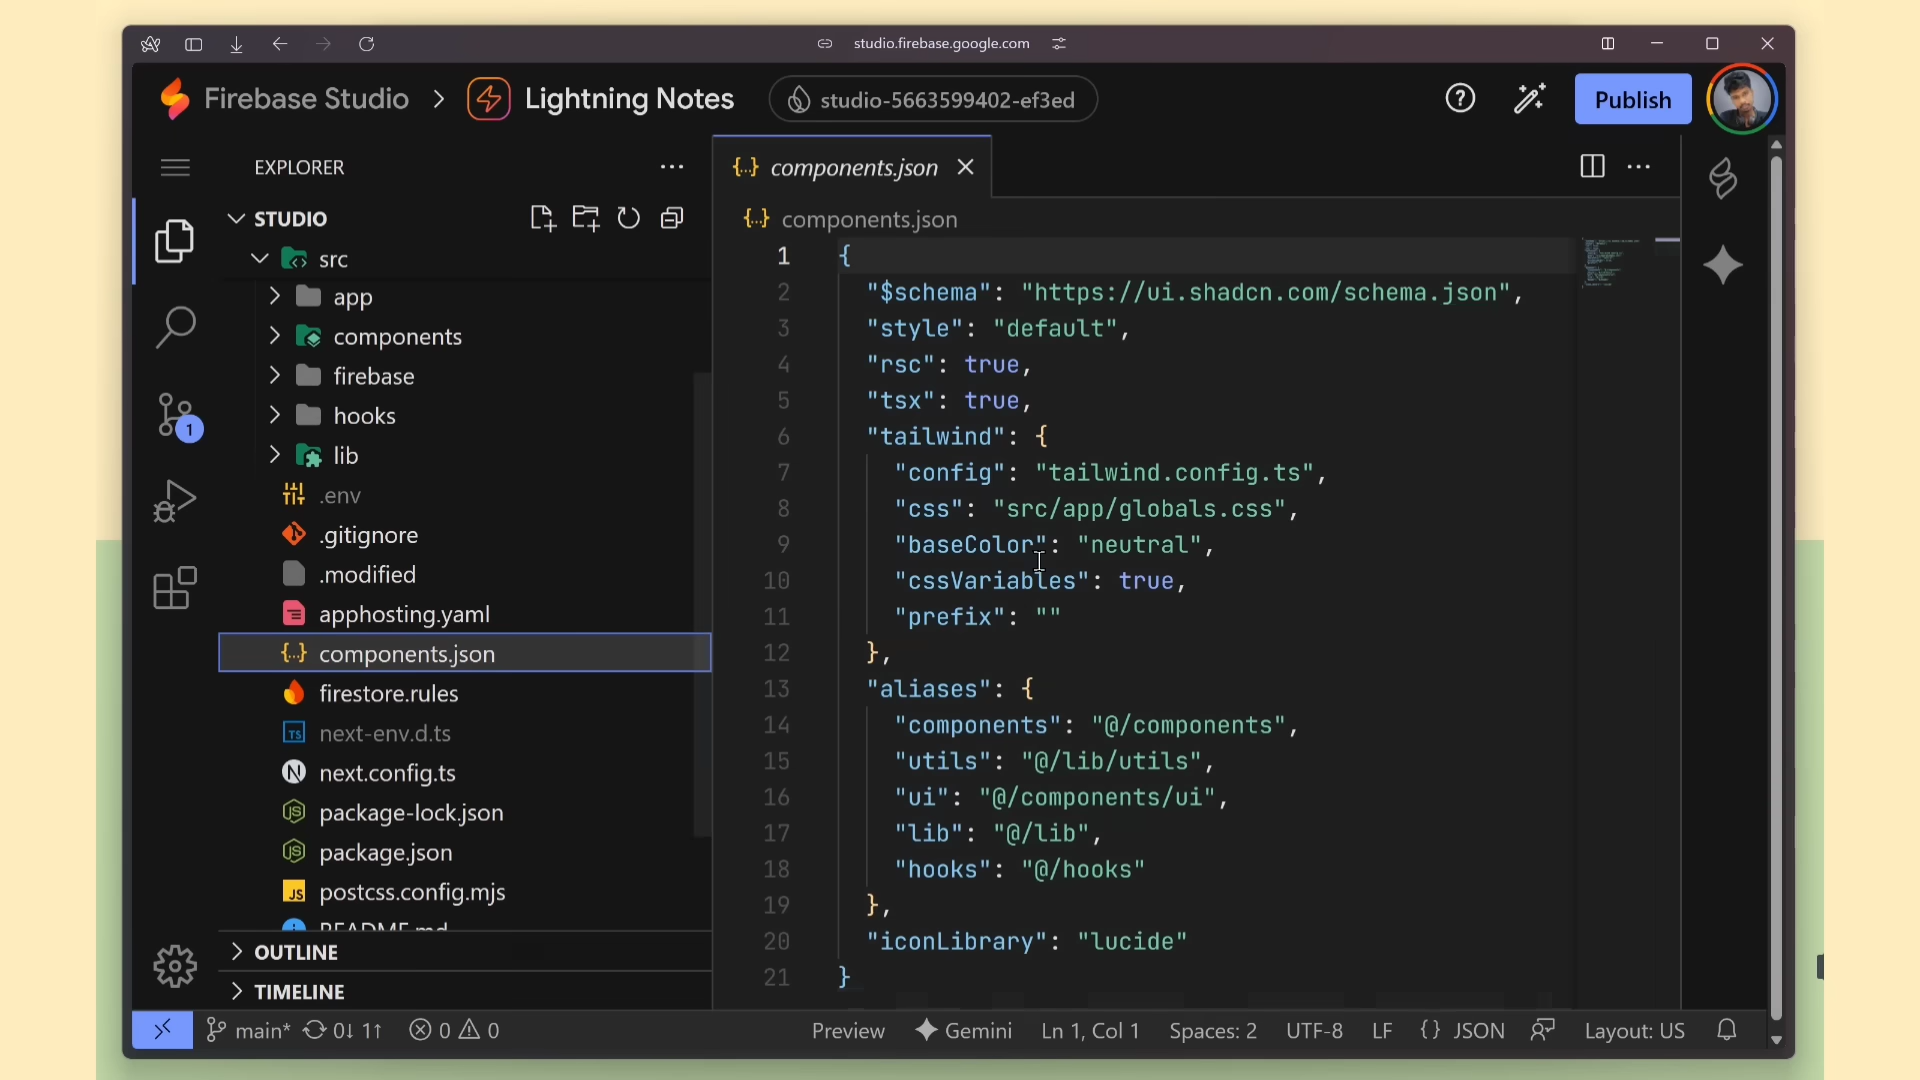 studio.firebase.google.com
Firebase Studio > Lightning Notes studio-5663599402-ef3ed Publish
EXPLORER
components.json
STUDIO
components.json
src
app
components
firebase
hooks
lib
1
.env
.gitignore
.modified
apphosting.yaml
components.json
firestore.rules
next-env.d.ts
next.config.ts
package-lock.json
package.json
postcss.config.mjs
README.md
OUTLINE
TIMELINE
1 {
2 "$schema": "https://ui.shadcn.com/schema.json",
3 "style": "default",
4 "rsc": true,
5 "tsx": true,
6 "tailwind": {
7 "config": "tailwind.config.ts",
8 "css": "src/app/globals.css",
9 "baseColor": "neutral",
10 "cssVariables": true,
11 "prefix": ""
12 },
13 "aliases": {
14 "components": "@/components",
15 "utils": "@/lib/utils",
16 "ui": "@/components/ui",
17 "lib": "@/lib",
18 "hooks": "@/hooks"
19 },
20 "iconLibrary": "lucide"
21 }
main* 0↓ 1↑ 0 0 Preview Gemini Ln 1, Col 1 Spaces: 2 UTF-8 LF {} JSON Layout: US